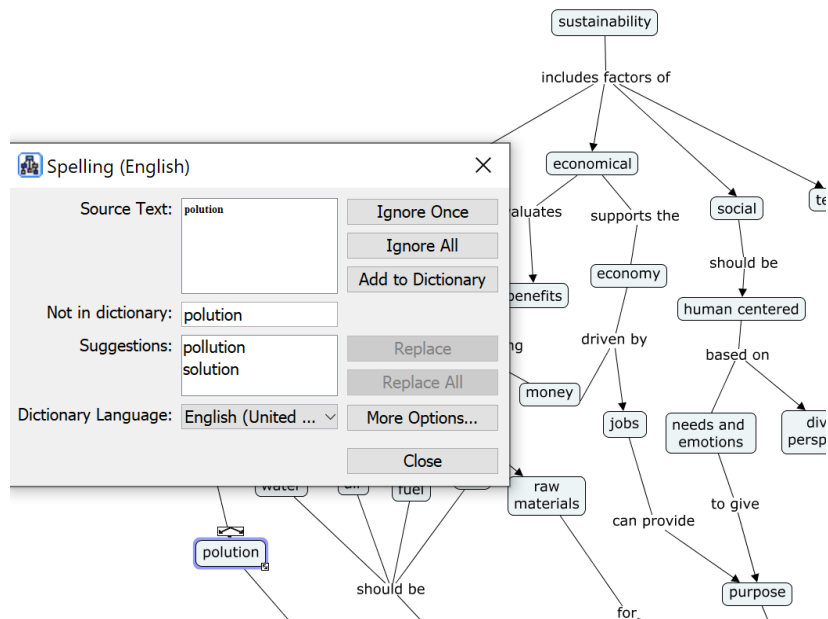 sustainability
includes factors of
economical
social
supports the
should be
economy
benefits
human centered
driven by
based on
money
jobs
needs and
emotions
raw
materials
to give
can provide
purpose
for
Spelling (English)
Source Text:
polution
Ignore Once
Ignore All
Add to Dictionary
Not in dictionary:
polution
Suggestions:
pollution
solution
Replace
Replace All
Dictionary Language:
English (United ...
More Options...
Close
water
fuel
polution
should be